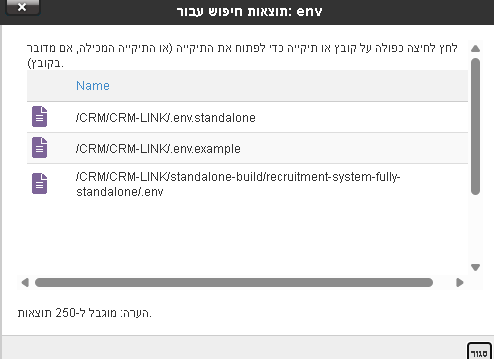 תוצאות חיפוש עבור: env
לחץ לחיצה כפולה על קובץ או תיקייה כדי לפתוח את התיקייה (או התיקייה המכילה, אם מדובר
בקובץ).
Name
/CRM/CRM-LINK/.env.standalone
/CRM/CRM-LINK/.env.example
/CRM/CRM-LINK/standalone-build/recruitment-system-fully-
standalone/.env
הערה: מוגבל ל-250 תוצאות.
סגור